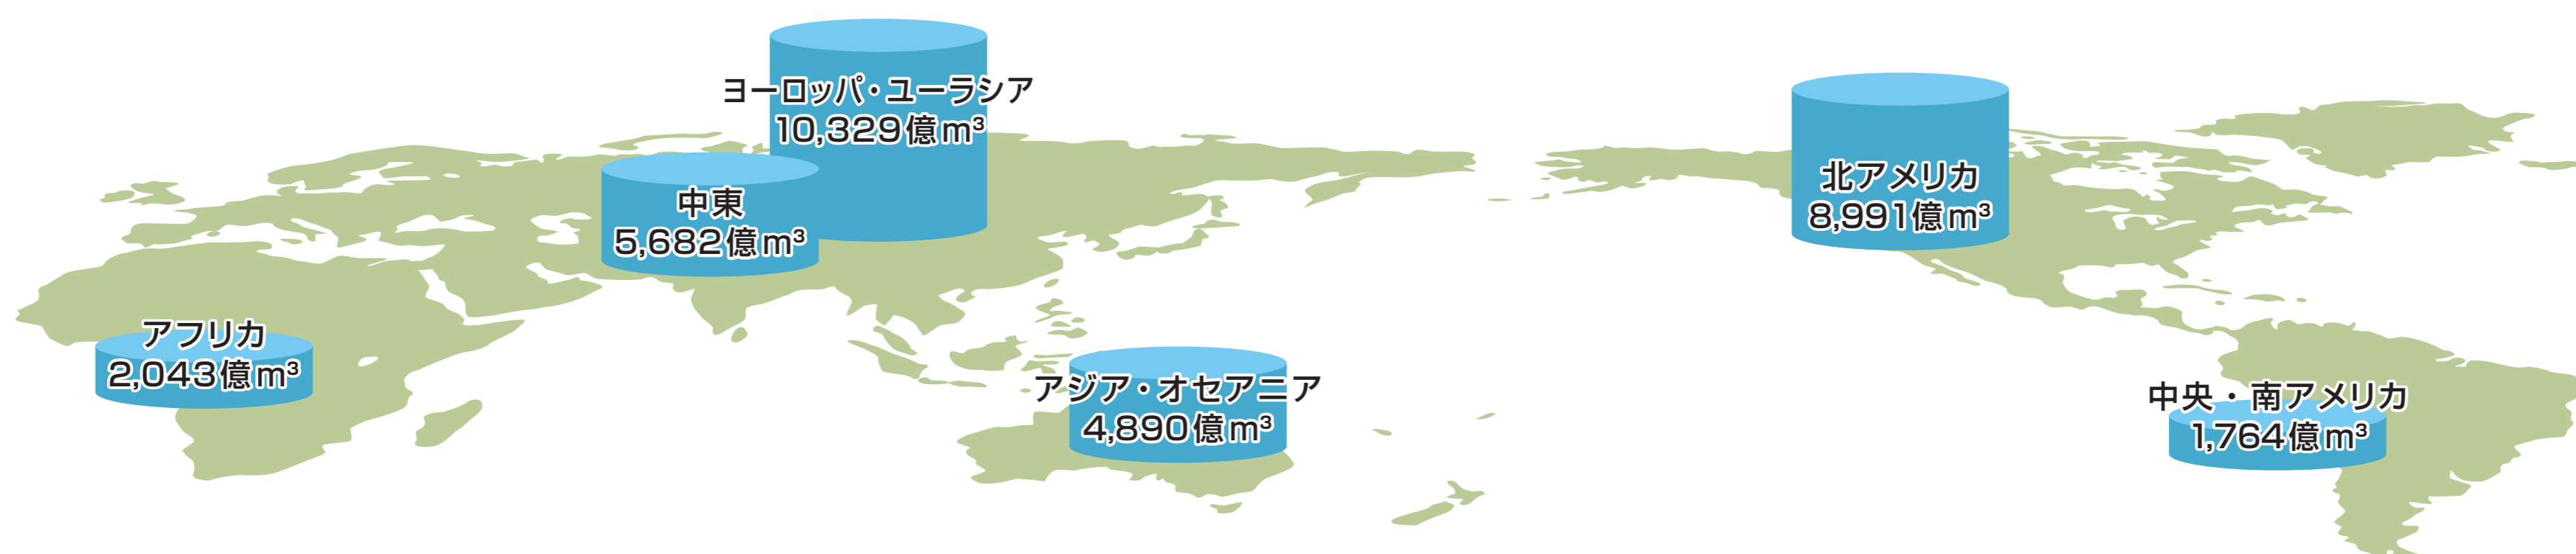 ヨーロッパ・ユーラシア
10,329億m³
中東
5,682億m³
北アメリカ
8,991億m³
アフリカ
2,043億m³
アジア・オセアニア
4,890億m³
中央・南アメリカ
1,764億m³